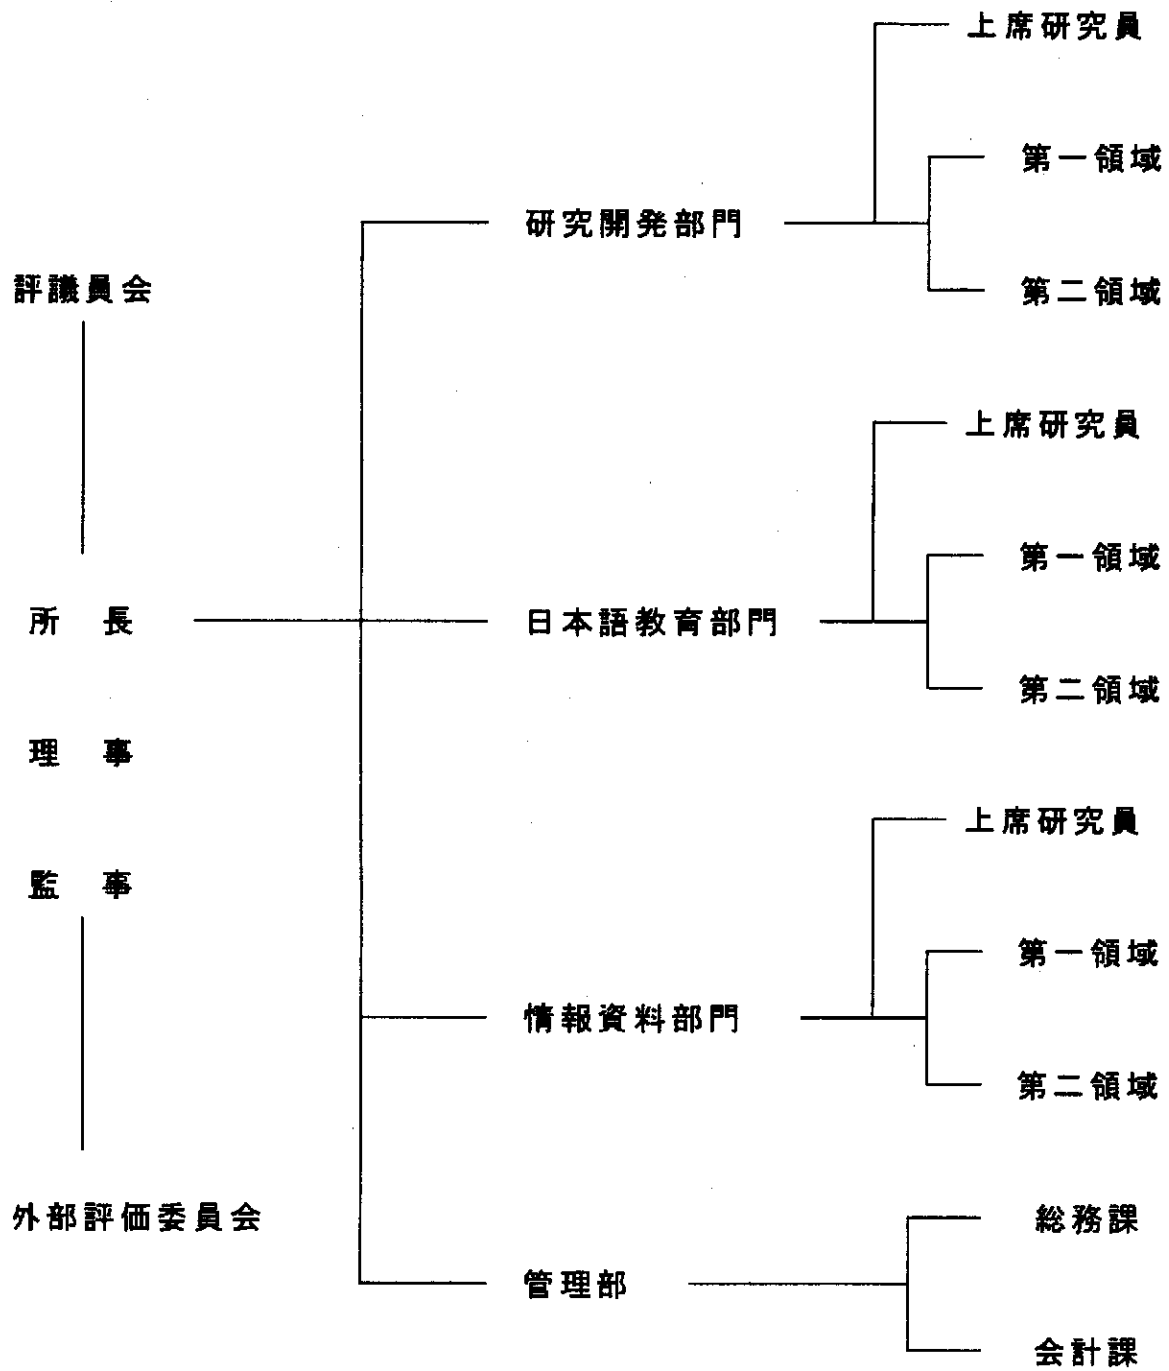 評議員会
所長
理事
監事
外部評価委員会
研究開発部門
上席研究員
第一領域
第二領域
日本語教育部門
上席研究員
第一領域
第二領域
情報資料部門
上席研究員
第一領域
第二領域
管理部
総務課
会計課